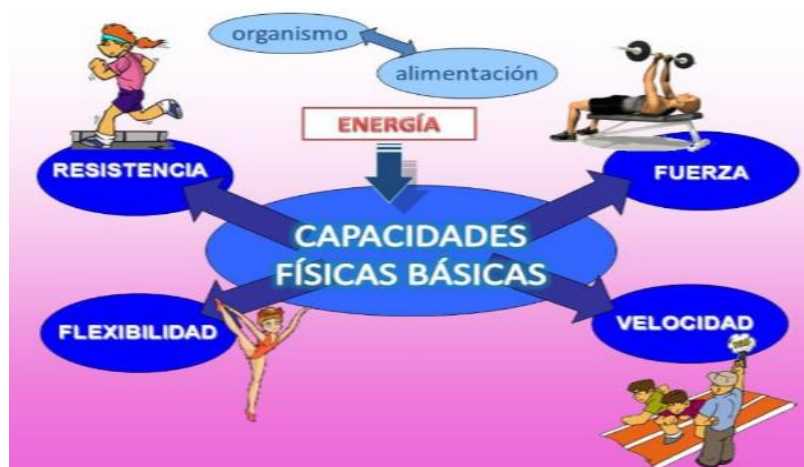 organismo
alimentación
ENERGÍA
RESISTENCIA
FUERZA
CAPACIDADES
FÍSICAS BÁSICAS
FLEXIBILIDAD
VELOCIDAD